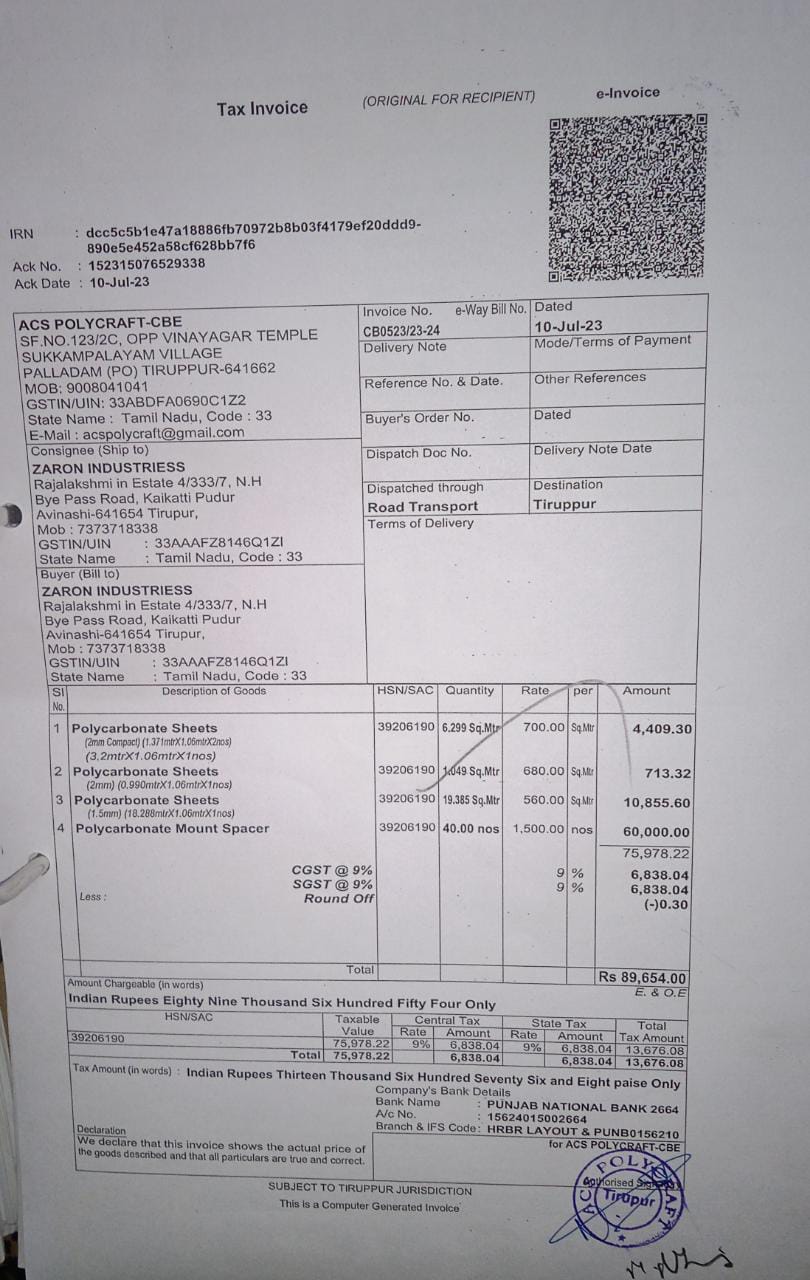 Tax Invoice
(ORIGINAL FOR RECIPIENT)
e-Invoice
IRN : dcc5c5b1e47a18886fb70972b8b03f4179ef20ddd9-
890e5e452a58cf628bb7f6
Ack No. : 152315076529338
Ack Date : 10-Jul-23
ACS POLYCRAFT-CBE
SF.NO.123/2C, OPP VINAYAGAR TEMPLE
SUKKAMPALAYAM VILLAGE
PALLADAM (PO) TIRUPPUR-641662
MOB: 9008041041
GSTIN/UIN: 33ABDFA0690C1Z2
State Name : Tamil Nadu, Code : 33
E-Mail : acspolycraft@gmail.com
Invoice No. e-Way Bill No. Dated
CB0523/23-24 10-Jul-23
Delivery Note Mode/Terms of Payment
Reference No. & Date. Other References
Buyer's Order No. Dated
Dispatch Doc No. Delivery Note Date
Dispatched through Destination
Road Transport Tiruppur
Terms of Delivery
Consignee (Ship to)
ZARON INDUSTRIESS
Rajalakshmi in Estate 4/333/7, N.H
Bye Pass Road, Kaikatti Pudur
Avinashi-641654 Tirupur,
Mob : 7373718338
GSTIN/UIN : 33AAAFZ8146Q1ZI
State Name : Tamil Nadu, Code : 33
Buyer (Bill to)
ZARON INDUSTRIESS
Rajalakshmi in Estate 4/333/7, N.H
Bye Pass Road, Kaikatti Pudur
Avinashi-641654 Tirupur,
Mob : 7373718338
GSTIN/UIN : 33AAAFZ8146Q1ZI
State Name : Tamil Nadu, Code : 33
Sl No. Description of Goods HSN/SAC Quantity Rate per Amount
1 Polycarbonate Sheets 39206190 6.299 Sq.Mtr 700.00 Sq.Mtr 4,409.30
(2mm Compact) (1.371mtrX1.06mtrX2nos)
(3.2mtrX1.06mtrX1nos)
2 Polycarbonate Sheets 39206190 1.049 Sq.Mtr 680.00 Sq.Mtr 713.32
(2mm) (0.990mtrX1.06mtrX1nos)
3 Polycarbonate Sheets 39206190 19.385 Sq.Mtr 560.00 Sq.Mtr 10,855.60
(1.5mm) (18.288mtrX1.06mtrX1nos)
4 Polycarbonate Mount Spacer 39206190 40.00 nos 1,500.00 nos 60,000.00
75,978.22
CGST @ 9% 9 % 6,838.04
SGST @ 9% 9 % 6,838.04
Less : Round Off (-)0.30
Total Rs 89,654.00
Amount Chargeable (in words) E. & O.E
Indian Rupees Eighty Nine Thousand Six Hundred Fifty Four Only
HSN/SAC Taxable Value Central Tax State Tax Total Tax Amount
Rate Amount Rate Amount
39206190 75,978.22 9% 6,838.04 9% 6,838.04 13,676.08
Total 75,978.22 6,838.04 6,838.04 13,676.08
Tax Amount (in words) : Indian Rupees Thirteen Thousand Six Hundred Seventy Six and Eight paise Only
Company's Bank Details
Bank Name : PUNJAB NATIONAL BANK 2664
A/c No. : 15624015002664
Branch & IFS Code : HRBR LAYOUT & PUNB0156210
Declaration
We declare that this invoice shows the actual price of
the goods described and that all particulars are true and correct.
for ACS POLYCRAFT-CBE
Authorised
ACS POLYCRAFT
Tirupur
SUBJECT TO TIRUPPUR JURISDICTION
This is a Computer Generated Invoice